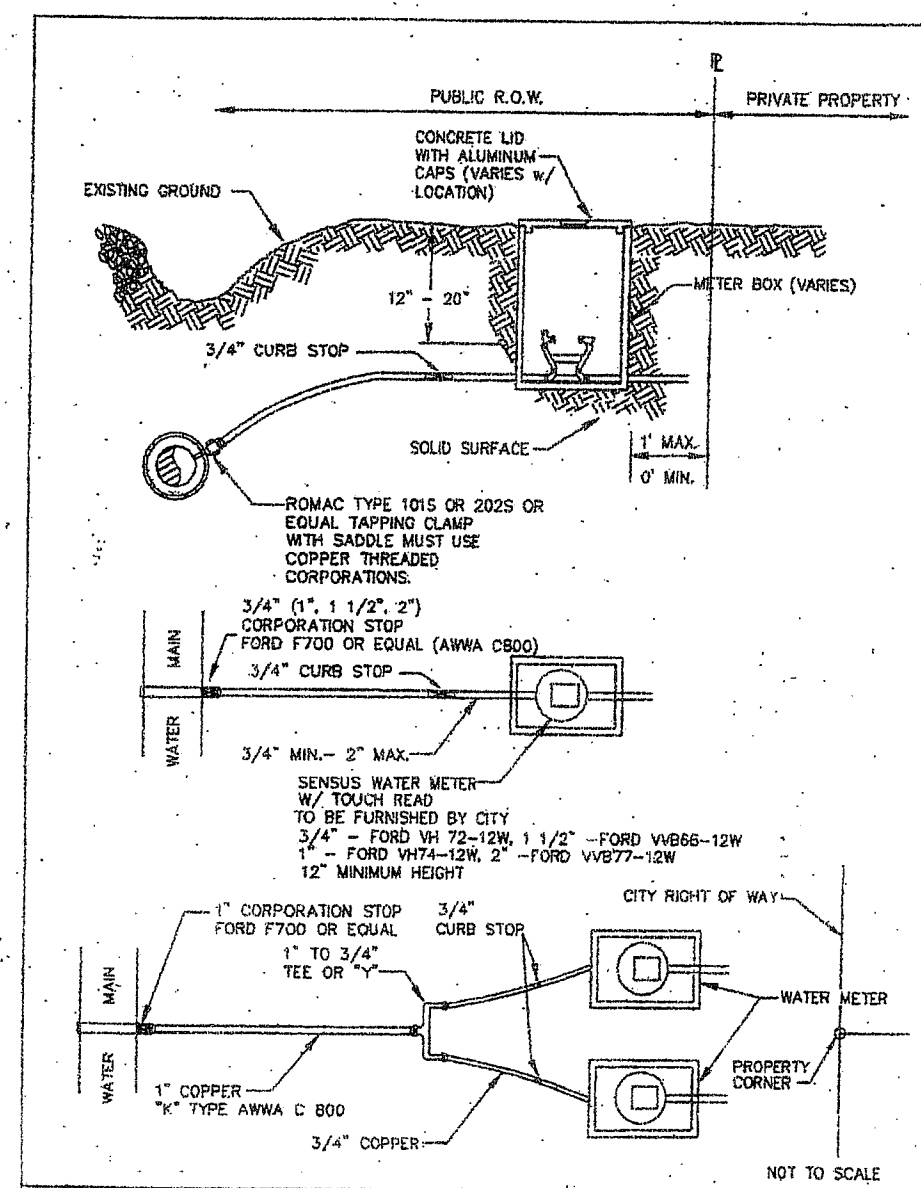 PL
PUBLIC R.O.W.
PRIVATE PROPERTY
CONCRETE LID
WITH ALUMINUM
CAPS (VARIES w/
LOCATION)
EXISTING GROUND
12" - 20"
METER BOX (VARIES)
3/4" CURB STOP
SOLID SURFACE
1' MAX.
0' MIN.
ROMAC TYPE 101S OR 202S OR
EQUAL TAPPING CLAMP
WITH SADDLE MUST USE
COPPER THREADED
CORPORATIONS.
3/4" (1", 1 1/2", 2")
CORPORATION STOP
FORD F700 OR EQUAL (AWWA C800)
3/4" CURB STOP
WATER MAIN
3/4" MIN.- 2" MAX.
SENSUS WATER METER
W/ TOUCH READ
TO BE FURNISHED BY CITY
3/4" - FORD VH 72-12W, 1 1/2" -FORD VVB66-12W
1" - FORD VH74-12W, 2" -FORD VVB77-12W
12" MINIMUM HEIGHT
CITY RIGHT OF WAY
1" CORPORATION STOP
FORD F700 OR EQUAL
3/4"
CURB STOP
1" TO 3/4"
TEE OR "Y"
WATER MAIN
WATER METER
PROPERTY
CORNER
1" COPPER
"K" TYPE AWWA C 800
3/4" COPPER
NOT TO SCALE